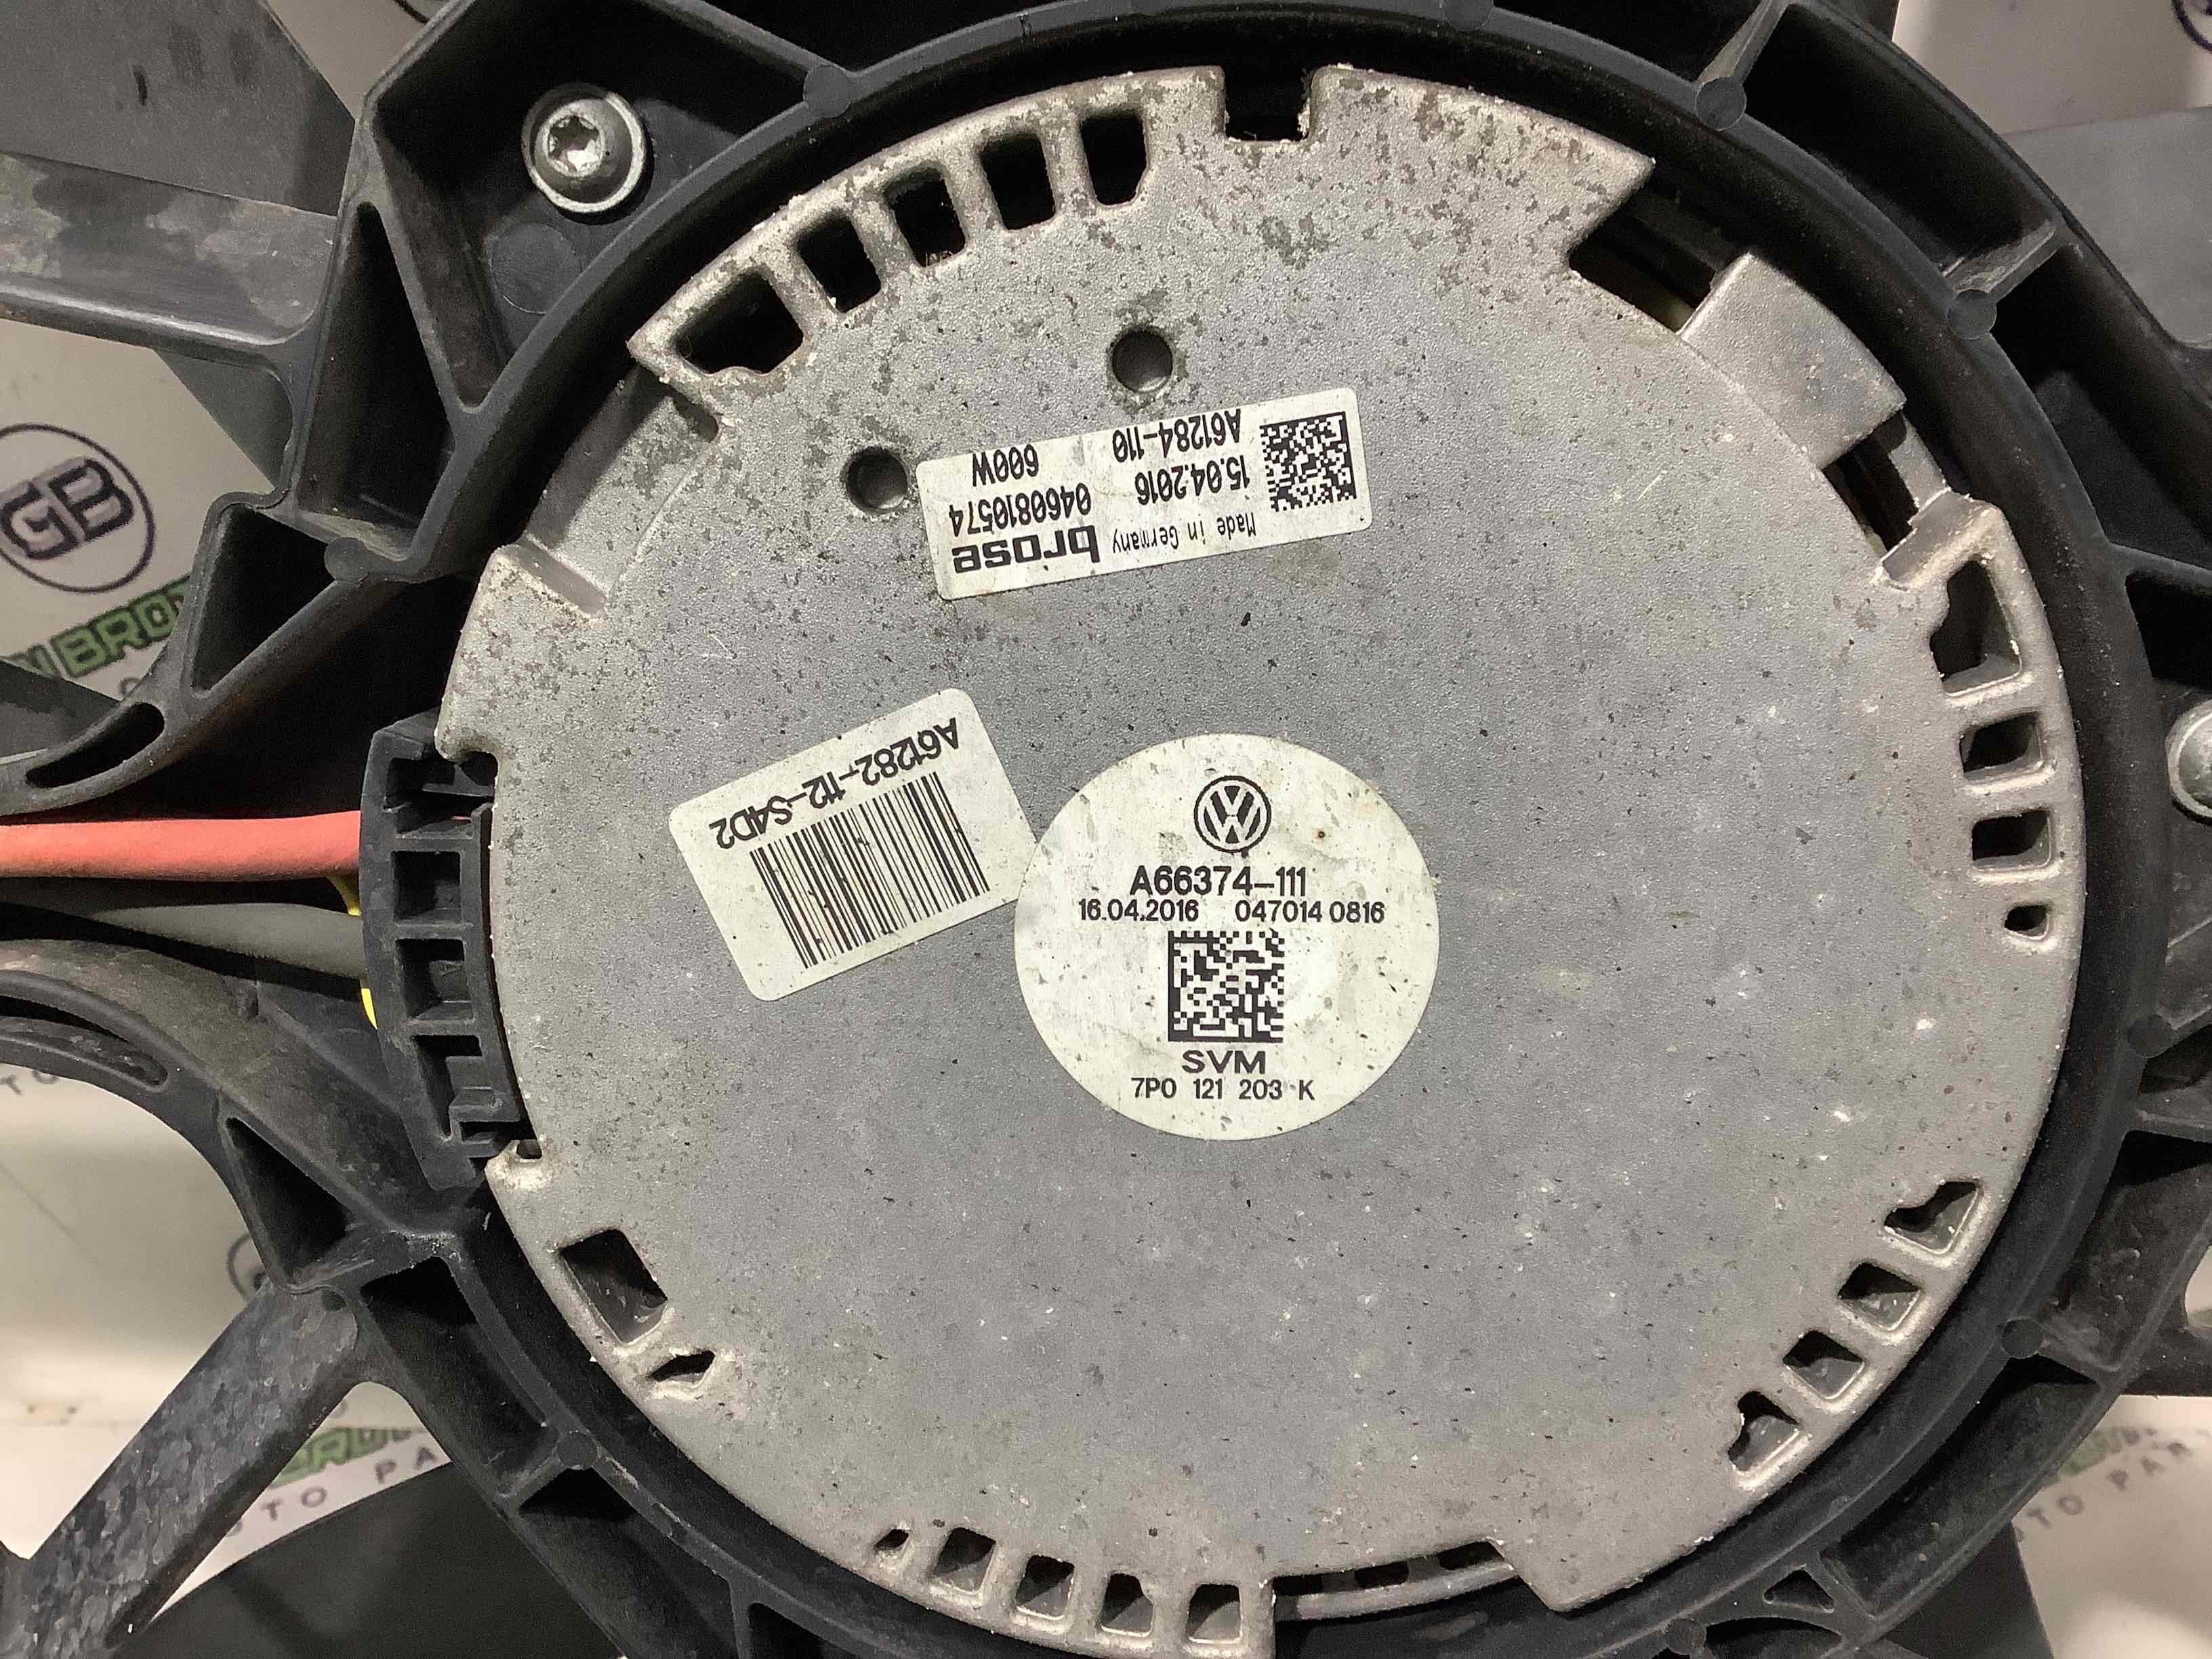 A61284-110
15.04.2016
Made in Germany
600W
0460810574
brose
A61282-112-S4D2
A66374-111
16.04.2016 047014 0816
SVM
7P0 121 203 K
GB